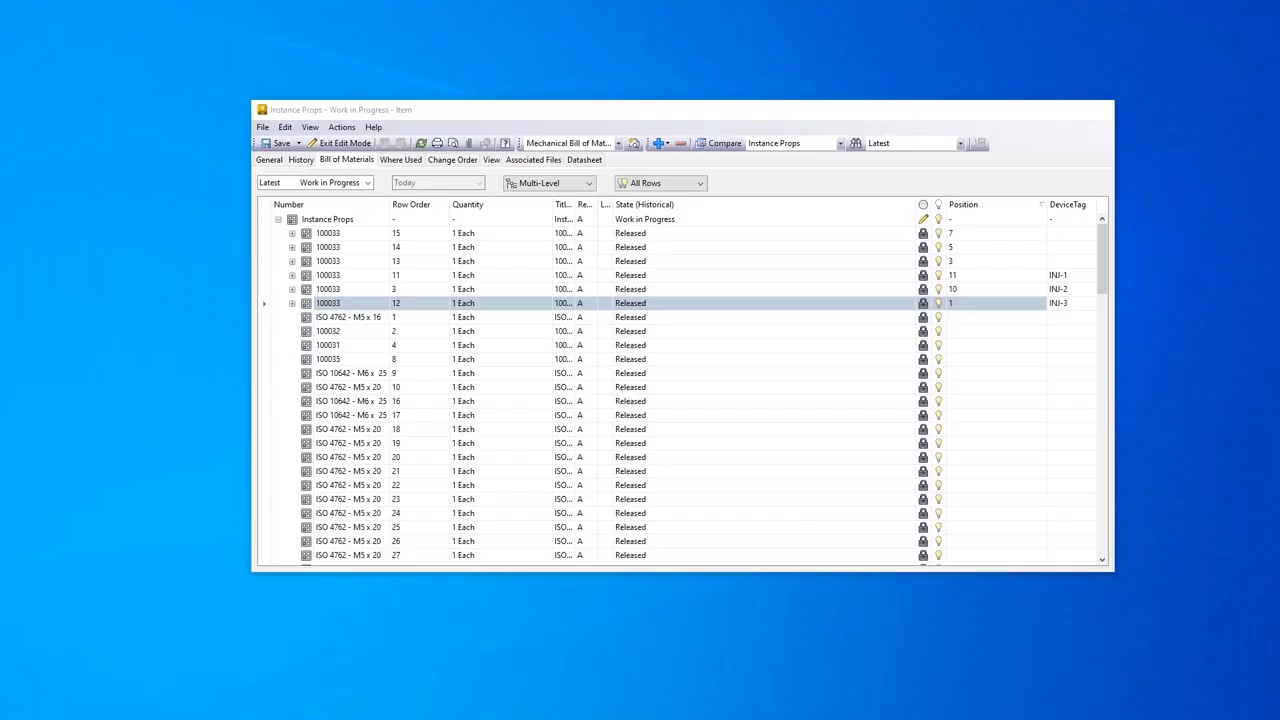 Instance Props - Work in Progress - Item
File Edit View Actions Help
Save Exit Edit Mode Mechanical Bill of Mat... Compare Instance Props Latest
General History Bill of Materials Where Used Change Order View Associated Files Datasheet
Latest Work in Progress Today Multi-Level All Rows
Number Row Order Quantity Titl... Re... L... State (Historical) Position DeviceTag
Instance Props - - Inst... Work in Progress - -
100033 15 1 Each 100... A Released 7
100033 14 1 Each 100... A Released 5
100033 13 1 Each 100... A Released 3
100033 11 1 Each 100... A Released 11 INJ-1
100033 3 1 Each 100... A Released 10 INJ-2
100033 12 1 Each 100... A Released 1 INJ-3
ISO 4762 - M5 x 16 1 1 Each ISO... A Released
100032 2 1 Each 100... A Released
100031 4 1 Each 100... A Released
100035 8 1 Each 100... A Released
ISO 10642 - M6 x 25 9 1 Each ISO... A Released
ISO 4762 - M5 x 20 10 1 Each ISO... A Released
ISO 10642 - M6 x 25 16 1 Each ISO... A Released
ISO 10642 - M6 x 25 17 1 Each ISO... A Released
ISO 4762 - M5 x 20 18 1 Each ISO... A Released
ISO 4762 - M5 x 20 19 1 Each ISO... A Released
ISO 4762 - M5 x 20 20 1 Each ISO... A Released
ISO 4762 - M5 x 20 21 1 Each ISO... A Released
ISO 4762 - M5 x 20 22 1 Each ISO... A Released
ISO 4762 - M5 x 20 23 1 Each ISO... A Released
ISO 4762 - M5 x 20 24 1 Each ISO... A Released
ISO 4762 - M5 x 20 25 1 Each ISO... A Released
ISO 4762 - M5 x 20 26 1 Each ISO... A Released
ISO 4762 - M5 x 20 27 1 Each ISO... A Released